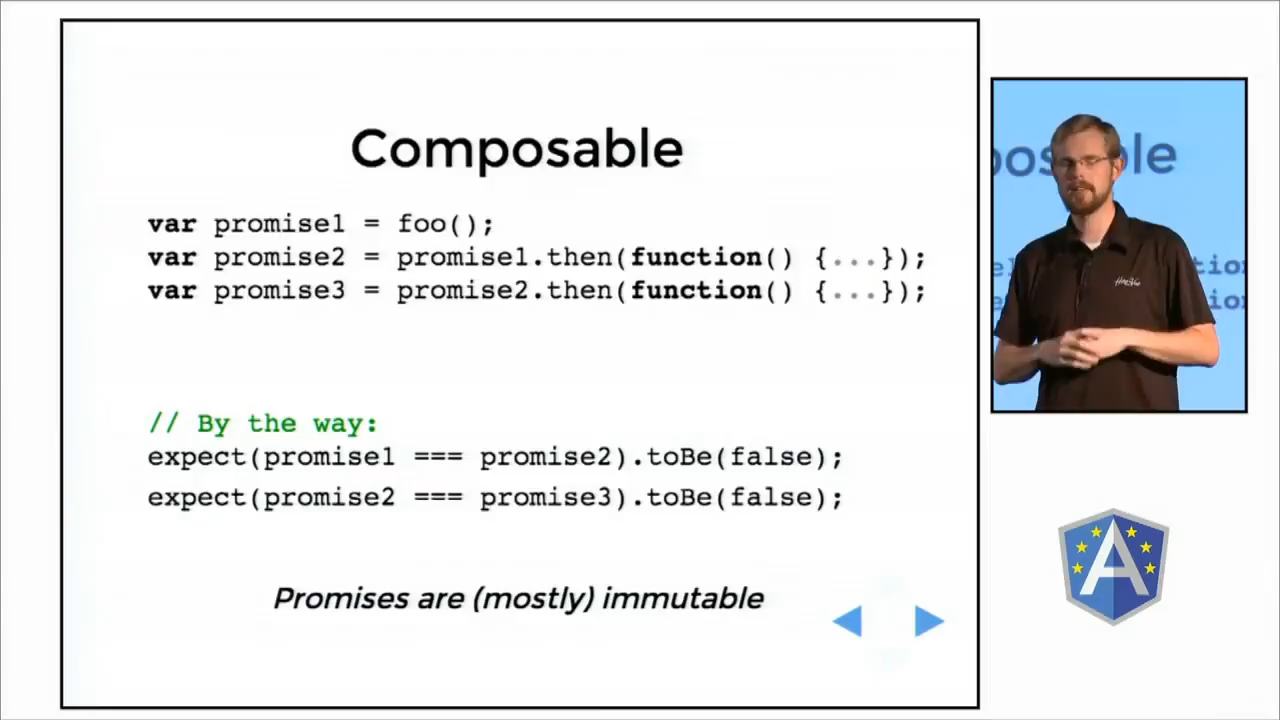 Composable
var promise1 = foo();
var promise2 = promise1.then(function() {...});
var promise3 = promise2.then(function() {...});
// By the way:
expect(promise1 === promise2).toBe(false);
expect(promise2 === promise3).toBe(false);
Promises are (mostly) immutable